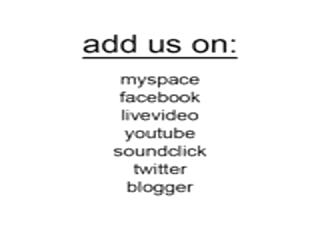 add us on:
myspace
facebook
livevideo
youtube
soundclick
twitter
blogger